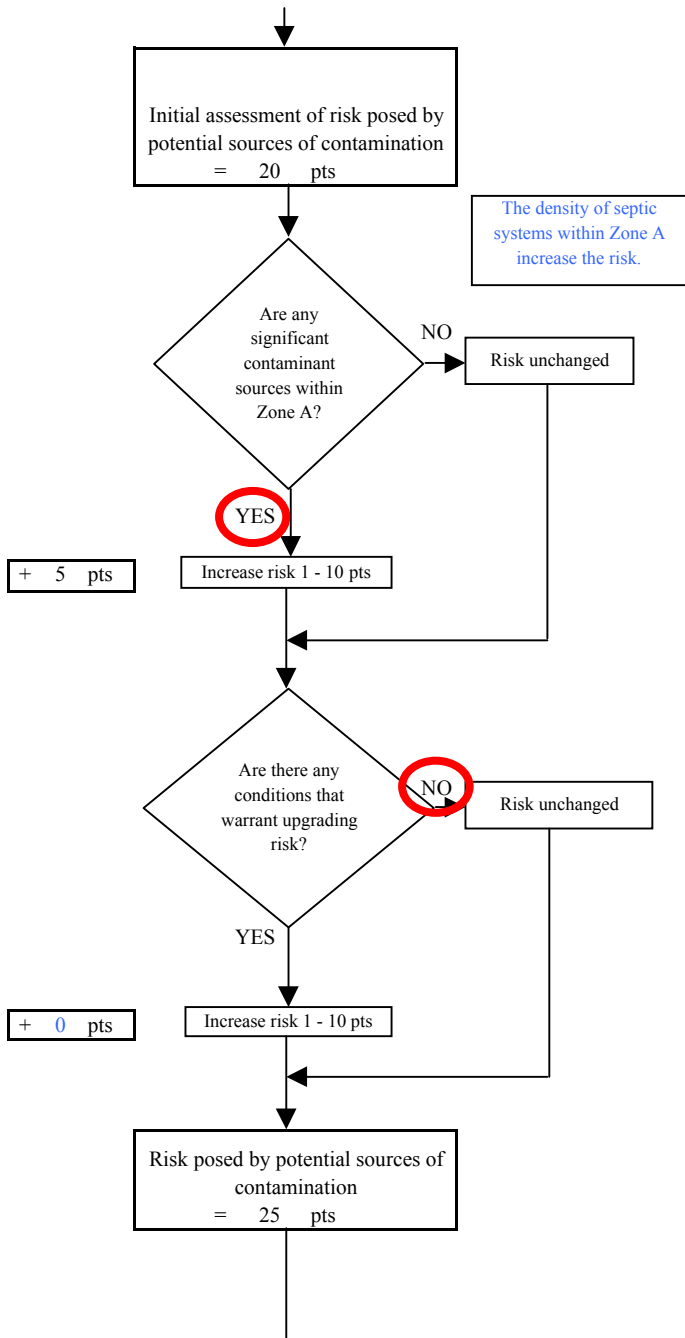 Initial assessment of risk posed by
potential sources of contamination
= 20 pts
The density of septic
systems within Zone A
increase the risk.
Are any
significant
contaminant
sources within
Zone A?
NO
Risk unchanged
YES
+ 5 pts
Increase risk 1 - 10 pts
Are there any
conditions that
warrant upgrading
risk?
NO
Risk unchanged
YES
+ 0 pts
Increase risk 1 - 10 pts
Risk posed by potential sources of
contamination
= 25 pts